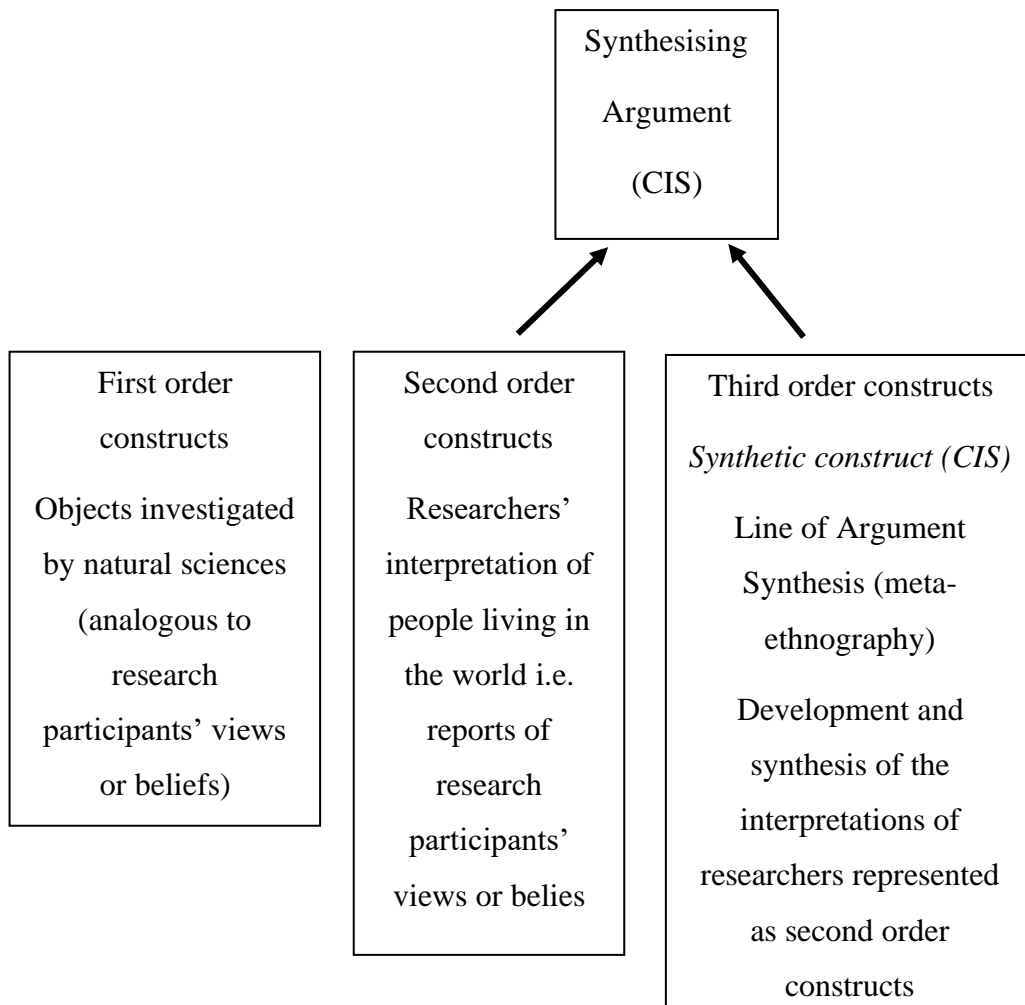 Synthesising
Argument
(CIS)
First order
constructs
Objects investigated
by natural sciences
(analogous to
research
participants’ views
or beliefs)
Second order
constructs
Researchers’
interpretation of
people living in
the world i.e.
reports of
research
participants’
views or belies
Third order constructs
Synthetic construct (CIS)
Line of Argument
Synthesis (meta-
ethnography)
Development and
synthesis of the
interpretations of
researchers represented
as second order
constructs